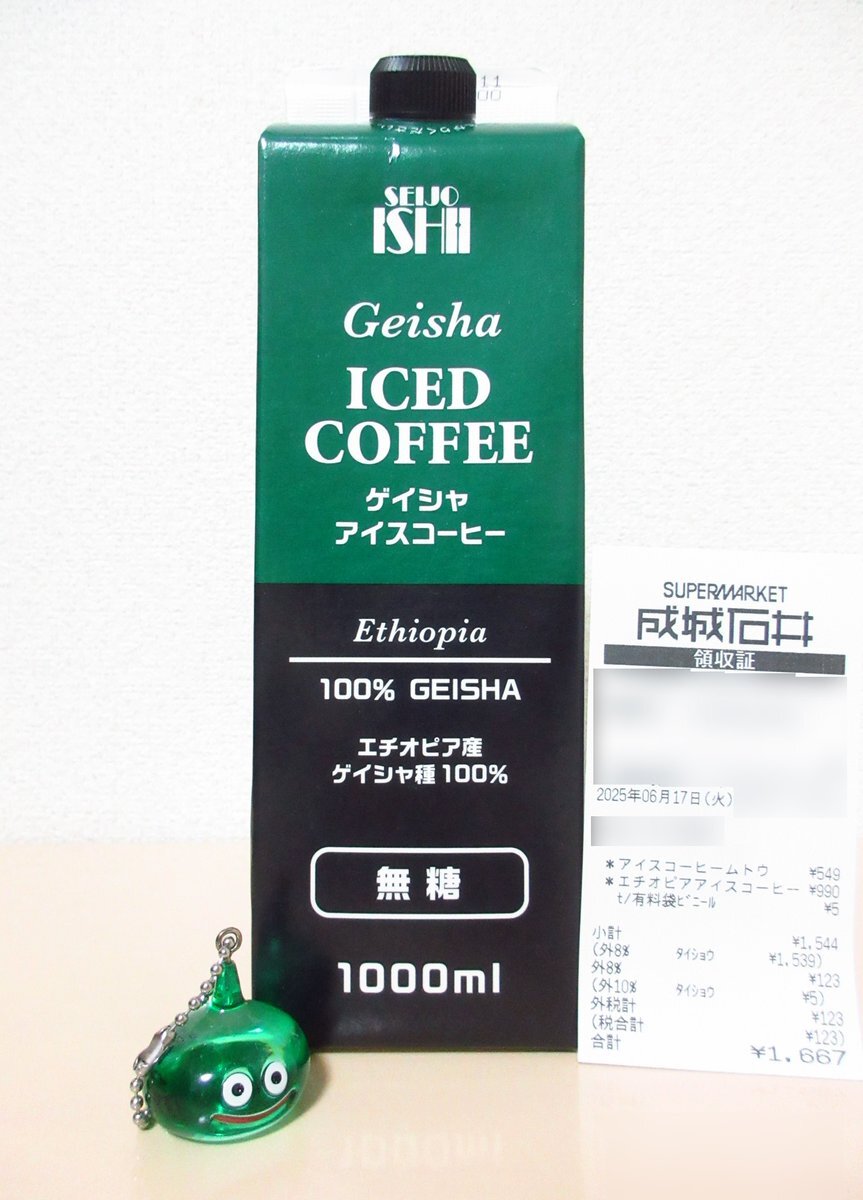 11
00
SEIJO
ISHII
Geisha
ICED
COFFEE
ゲイシャ
アイスコーヒー
Ethiopia
100% GEISHA
エチオピア産
ゲイシャ種100%
無糖
1000ml
SUPERMARKET
成城石井
領収証
2025年06月17日(火)
*アイスコーヒームトウ ¥549
*エチオピアアイスコーヒー ¥990
t/有料袋ビニール ¥5
小計 ¥1,544
(外8% タイショウ ¥1,539)
外8% ¥123
(外10% タイショウ ¥5)
外税計 ¥123
(税合計 ¥123)
合計 ¥1,667